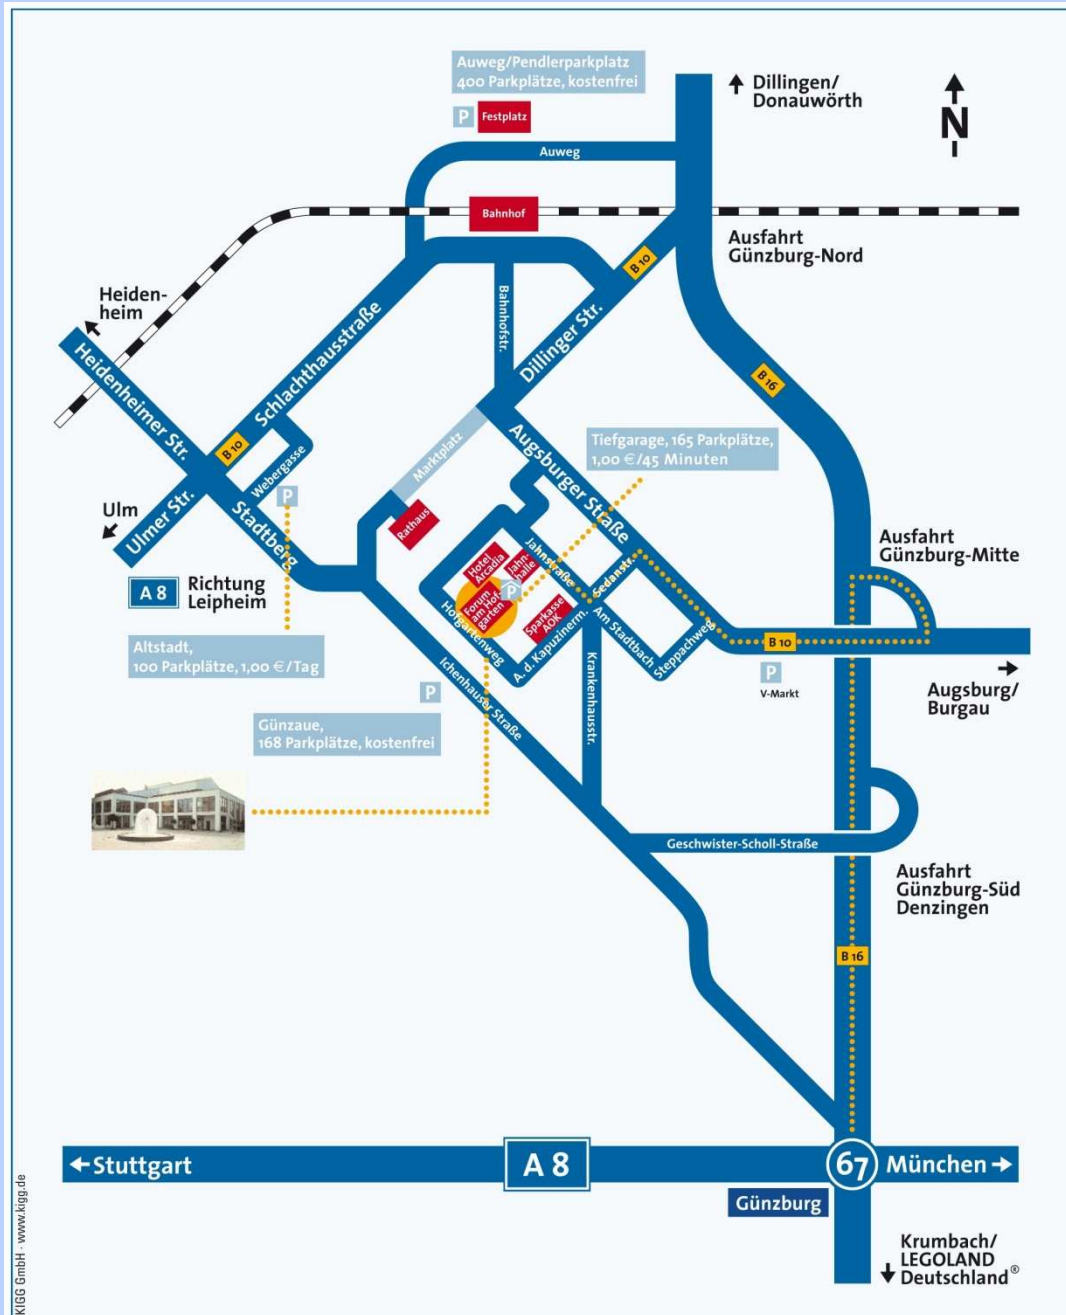 Auweg/Pendlerparkplatz
400 Parkplätze, kostenfrei
P
Festplatz
Dillingen/
Donauwörth
N
Auweg
Bahnhof
Ausfahrt
Günzburg-Nord
B 10
Heiden-
heim
Bahnhofstr.
Dillinger Str.
Schlachthausstraße
Heidenheimer Str.
B 16
B 10
Marktplatz
Augsburger Straße
Tiefgarage, 165 Parkplätze,
1,00 €/45 Minuten
Webergasse
P
Ulm
Ulmer Str.
Stadtberg
Rathaus
Ausfahrt
Günzburg-Mitte
A 8
Richtung
Leipheim
Hotel
Arcadia
Jahn-
halle
Jahnstraße
Sedanstr.
P
Forum
am Hof-
garten
Sparkasse
AOK
Hofgartenweg
A. d. Kapuzinerm.
Am Stadtbach
Steppachweg
B 10
Altstadt,
100 Parkplätze, 1,00 €/Tag
P
V-Markt
Augsburg/
Burgau
P
Ichenhauser Straße
Krankenhausstr.
Günzaue,
168 Parkplätze, kostenfrei
Geschwister-Scholl-Straße
Ausfahrt
Günzburg-Süd
Denzingen
B 16
Stuttgart
A 8
67
München
Günzburg
Krumbach/
LEGOLAND
Deutschland®
KIGG GmbH · www.kigg.de